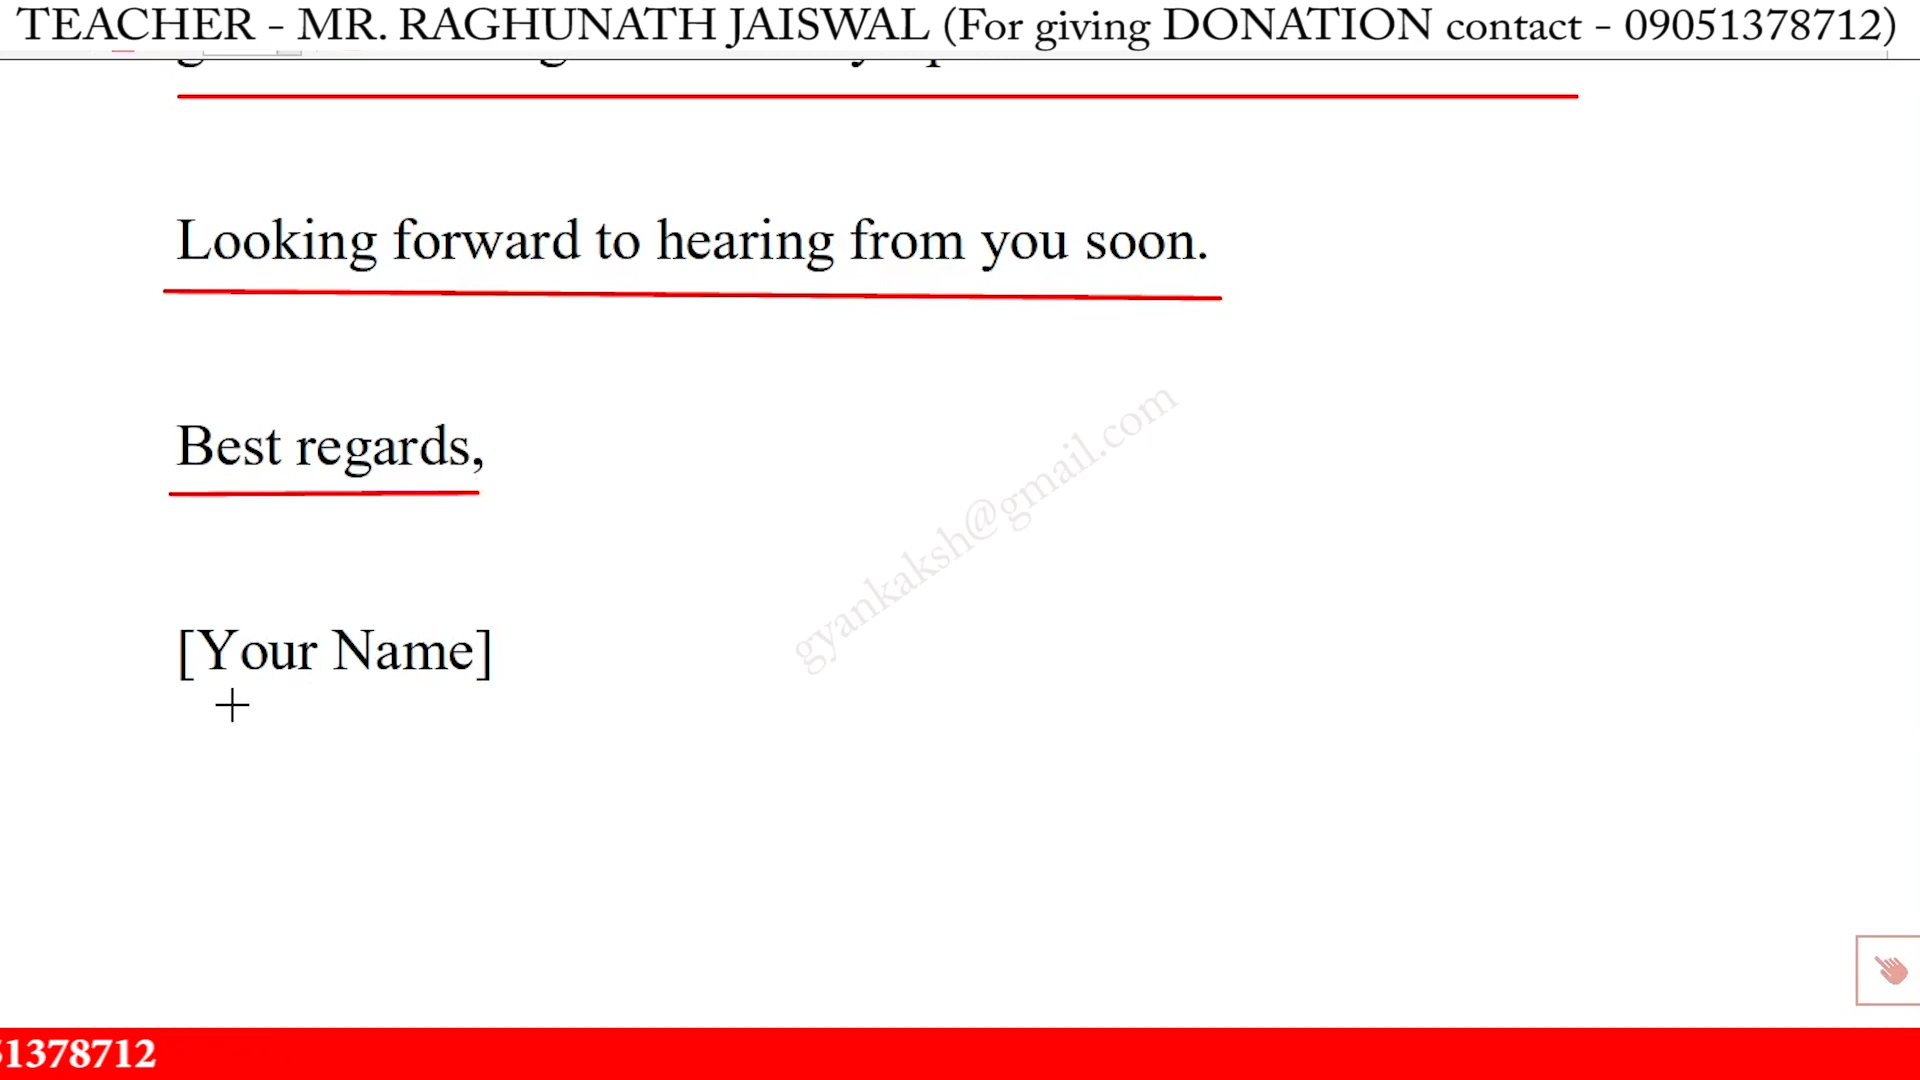 TEACHER - MR. RAGHUNATH JAISWAL (For giving DONATION contact - 09051378712)
Looking forward to hearing from you soon.
Best regards,
gyankaksh@gmail.com
[Your Name]
51378712